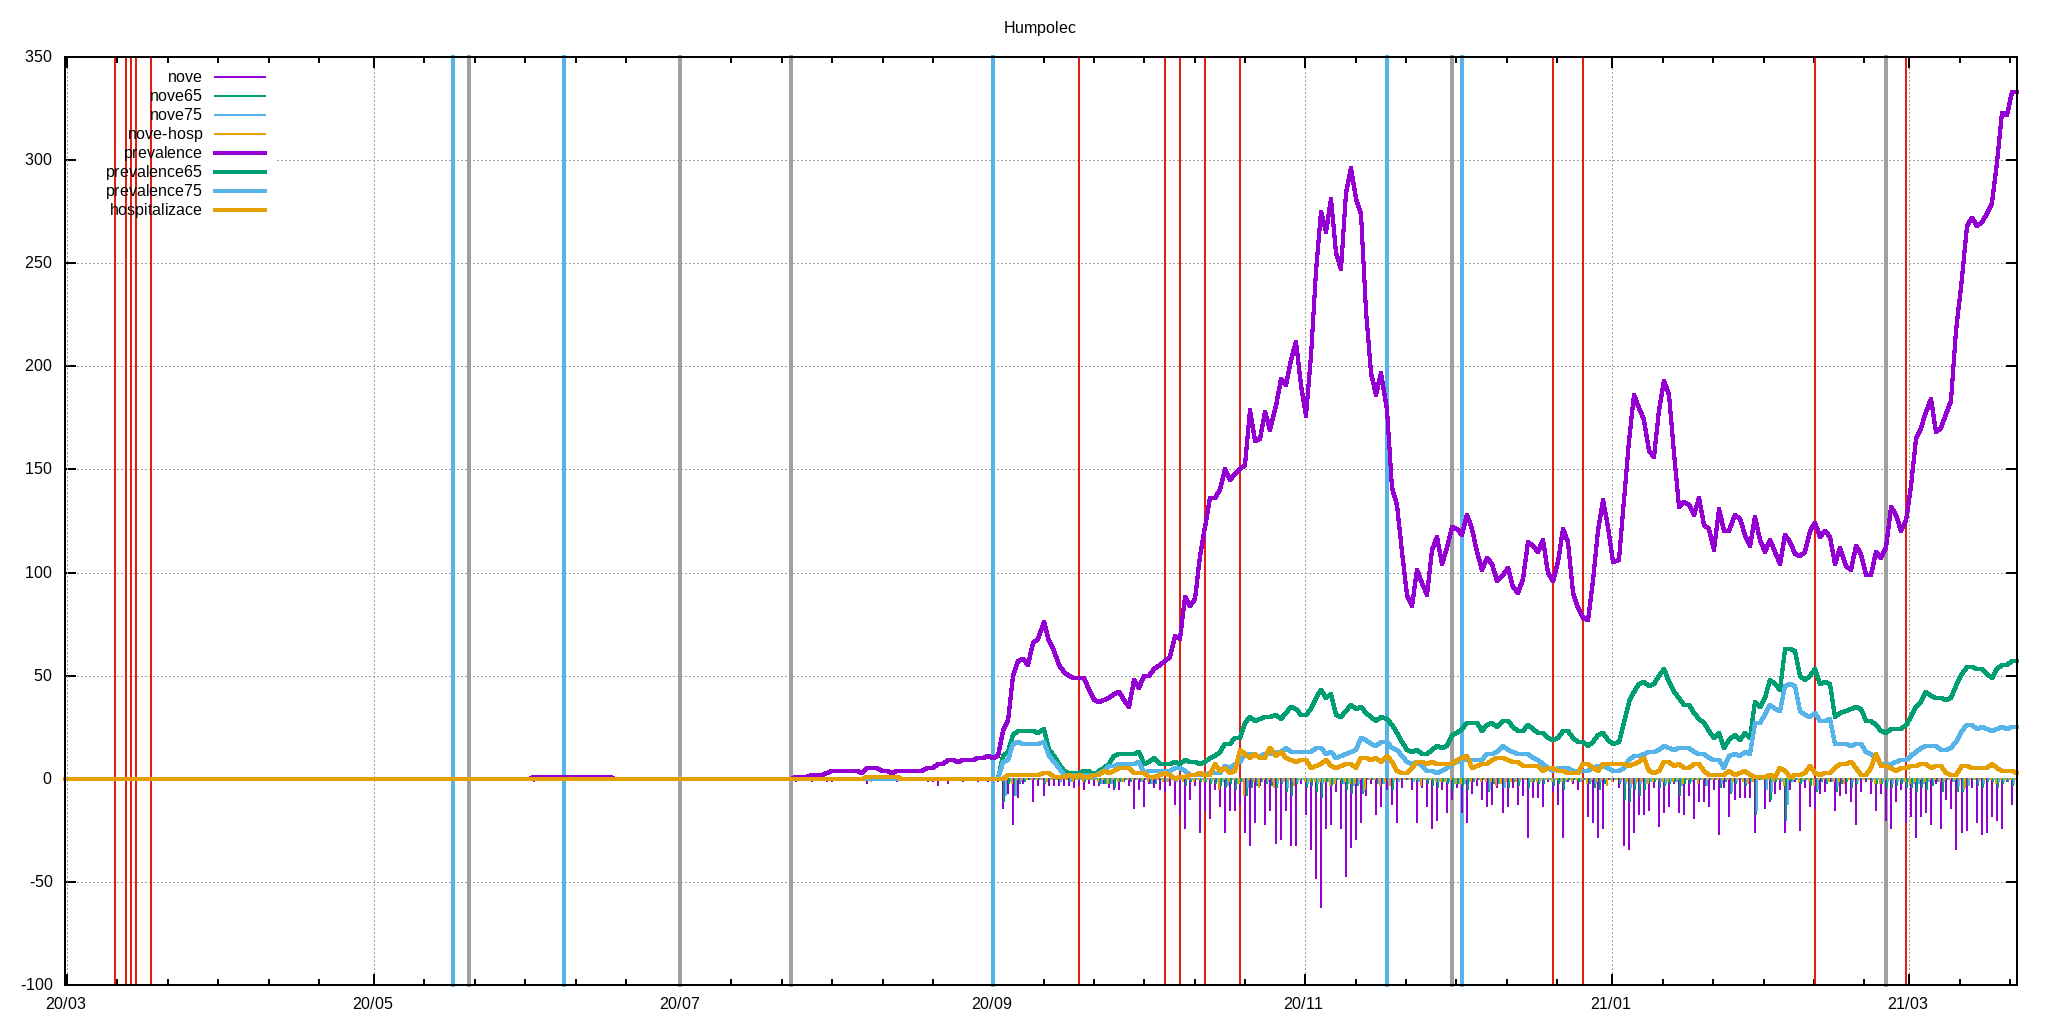 Humpolec
350
300
250
200
150
100
50
0
-50
-100
nove
nove65
nove75
nove-hosp
prevalence
prevalence65
prevalence75
hospitalizace
20/03 20/05 20/07 20/09 20/11 21/01 21/03